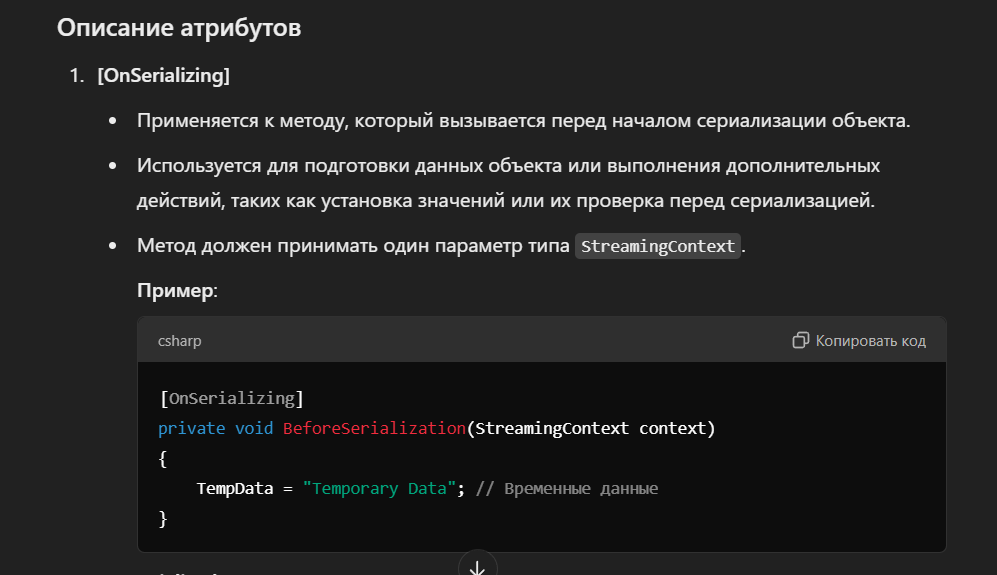 Описание атрибутов
1. [OnSerializing]
• Применяется к методу, который вызывается перед началом сериализации объекта.
• Используется для подготовки данных объекта или выполнения дополнительных
действий, таких как установка значений или их проверка перед сериализацией.
• Метод должен принимать один параметр типа StreamingContext.
Пример:
csharp Копировать код
[OnSerializing]
private void BeforeSerialization(StreamingContext context)
{
    TempData = "Temporary Data"; // Временные данные
}